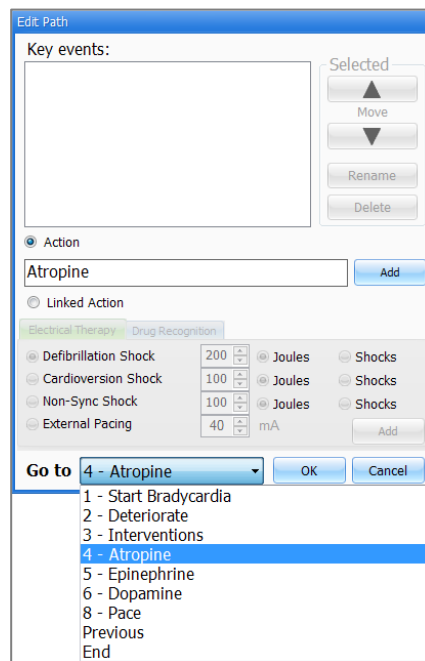 Edit Path
Key events:
Selected
Move
Rename
Delete
Action
Atropine Add
Linked Action
Electrical Therapy Drug Recognition
Defibrillation Shock 200 Joules Shocks
Cardioversion Shock 100 Joules Shocks
Non-Sync Shock 100 Joules Shocks
External Pacing 40 mA Add
Go to 4 - Atropine OK Cancel
1 - Start Bradycardia
2 - Deteriorate
3 - Interventions
4 - Atropine
5 - Epinephrine
6 - Dopamine
8 - Pace
Previous
End